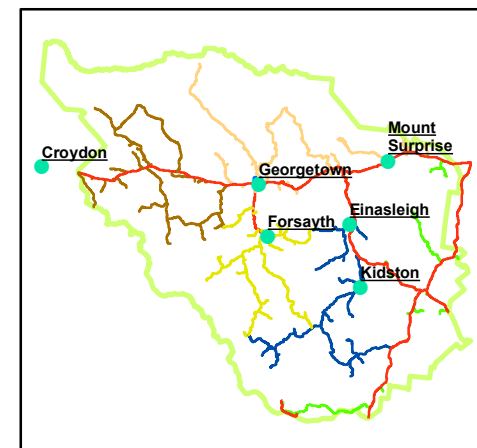 Mount
Surprise
Croydon
Georgetown
Einasleigh
Forsayth
Kidston